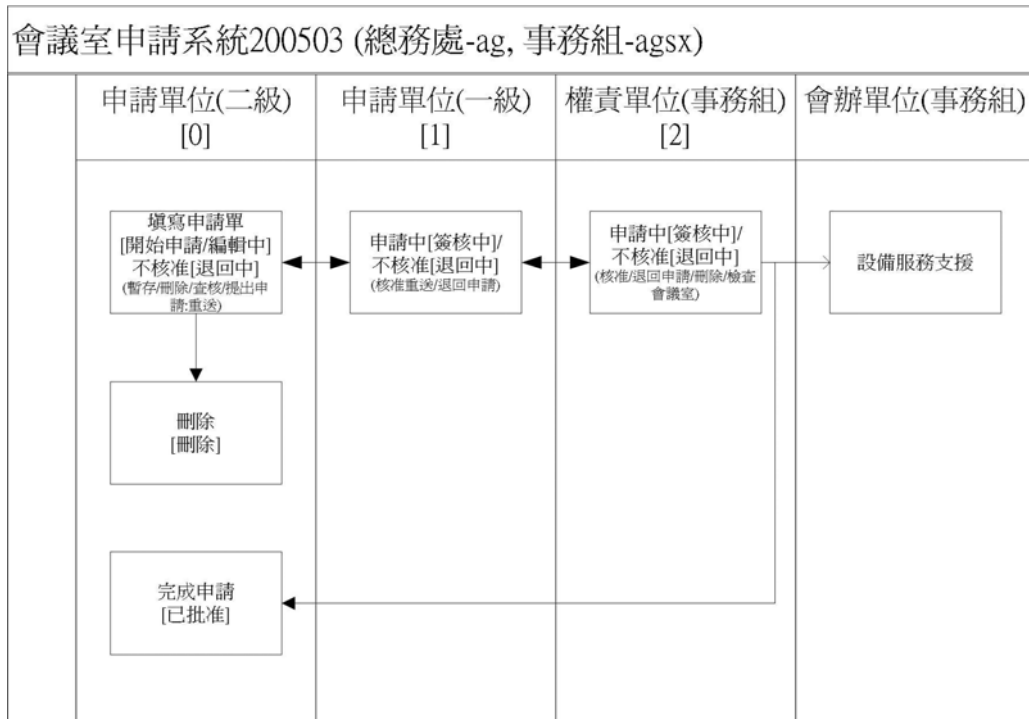 會議室申請系統200503 (總務處-ag, 事務組-agsx)
申請單位(二級)
[0]
申請單位(一級)
[1]
權責單位(事務組)
[2]
會辦單位(事務組)
填寫申請單
[開始申請/編輯中]
不核准[退回中]
(暫存/刪除/查核/提出申
請:重送)
申請中[簽核中]/
不核准[退回中]
(核准重送/退回申請)
申請中[簽核中]/
不核准[退回中]
(核准/退回申請/刪除/檢查
會議室)
設備服務支援
刪除
[刪除]
完成申請
[已批准]